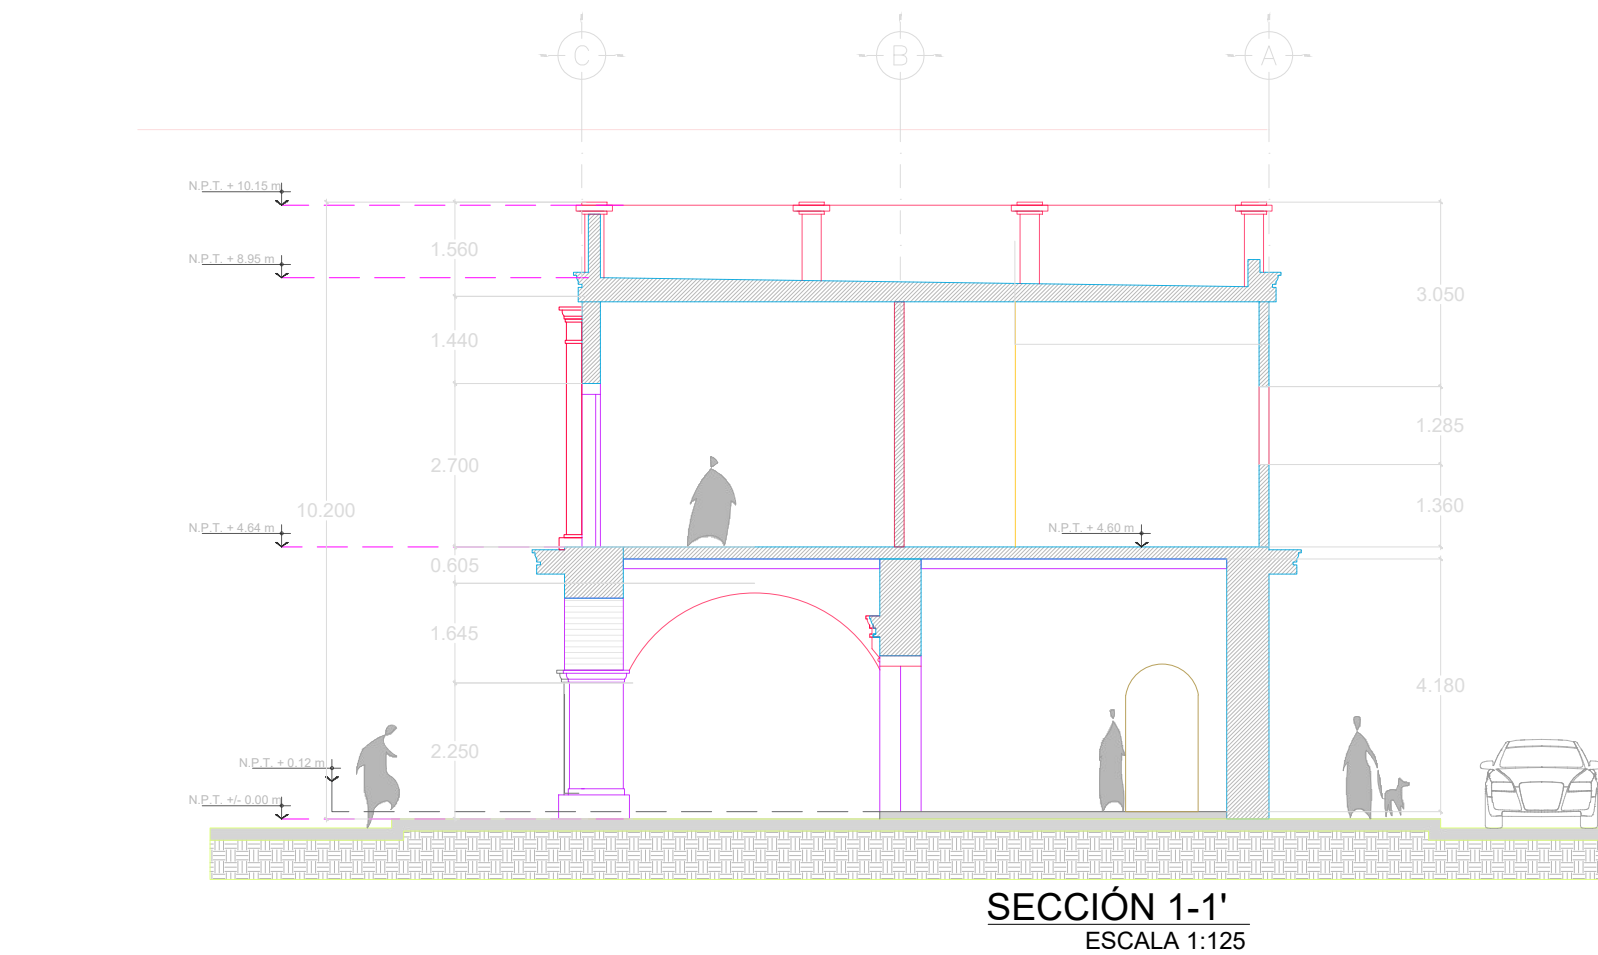 C B A
N.P.T. + 10.15 m
1.560
N.P.T. + 8.95 m
3.050
1.440
1.285
2.700
1.360
10.200
N.P.T. + 4.64 m
N.P.T. + 4.60 m
0.605
1.645
4.180
2.250
N.P.T. + 0.12 m
N.P.T. +/- 0.00 m
SECCIÓN 1-1'
ESCALA 1:125